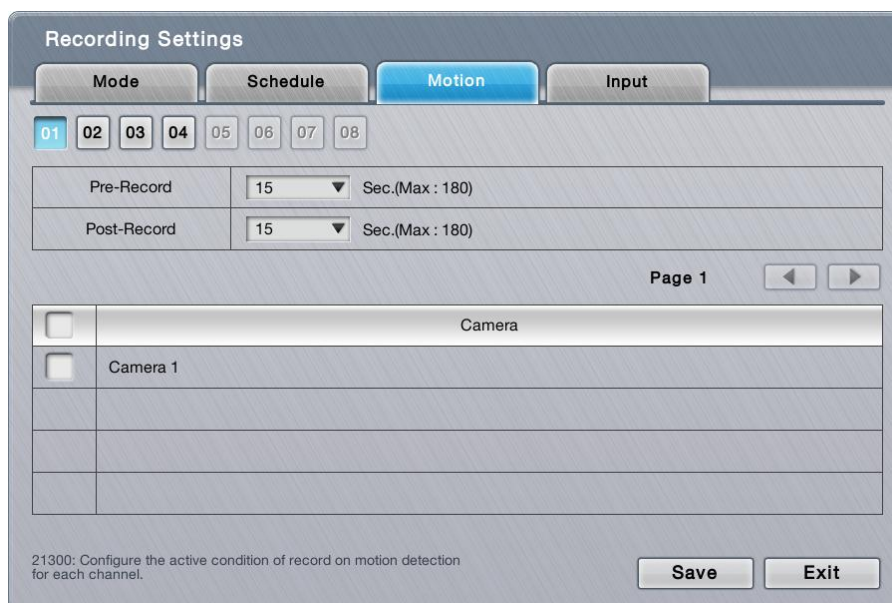 Recording Settings
Mode Schedule Motion Input
01 02 03 04 05 06 07 08
Pre-Record 15 Sec.(Max : 180)
Post-Record 15 Sec.(Max : 180)
Page 1
Camera
Camera 1
21300: Configure the active condition of record on motion detection
for each channel.
Save Exit